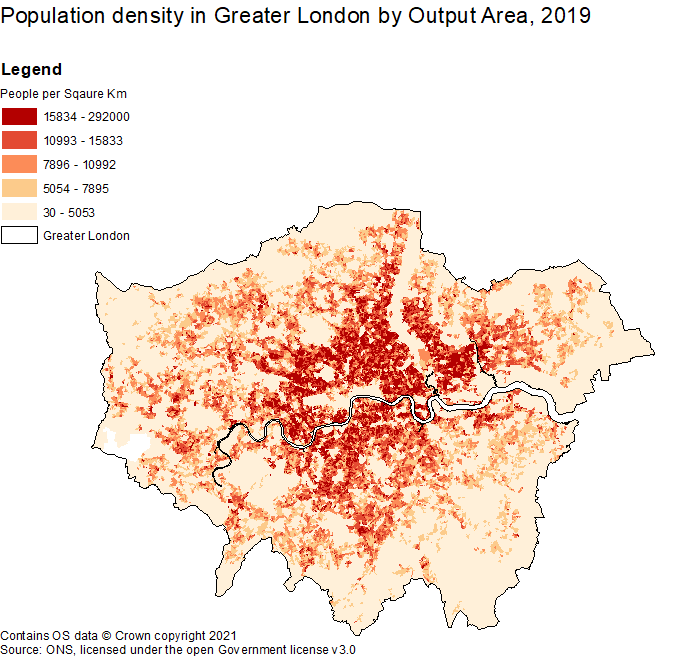 Population density in Greater London by Output Area, 2019
Legend
People per Sqaure Km
15834 - 292000
10993 - 15833
7896 - 10992
5054 - 7895
30 - 5053
Greater London
Contains OS data © Crown copyright 2021
Source: ONS, licensed under the open Government license v3.0